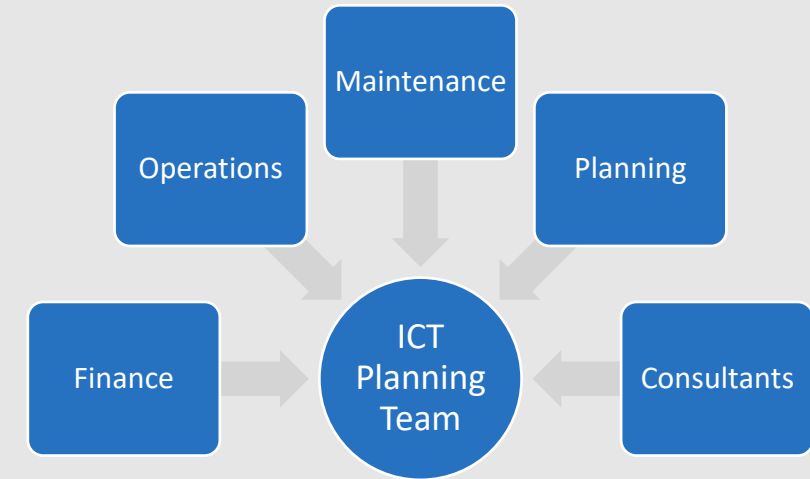 Maintenance
Operations
Planning
Finance
ICT
Planning
Team
Consultants